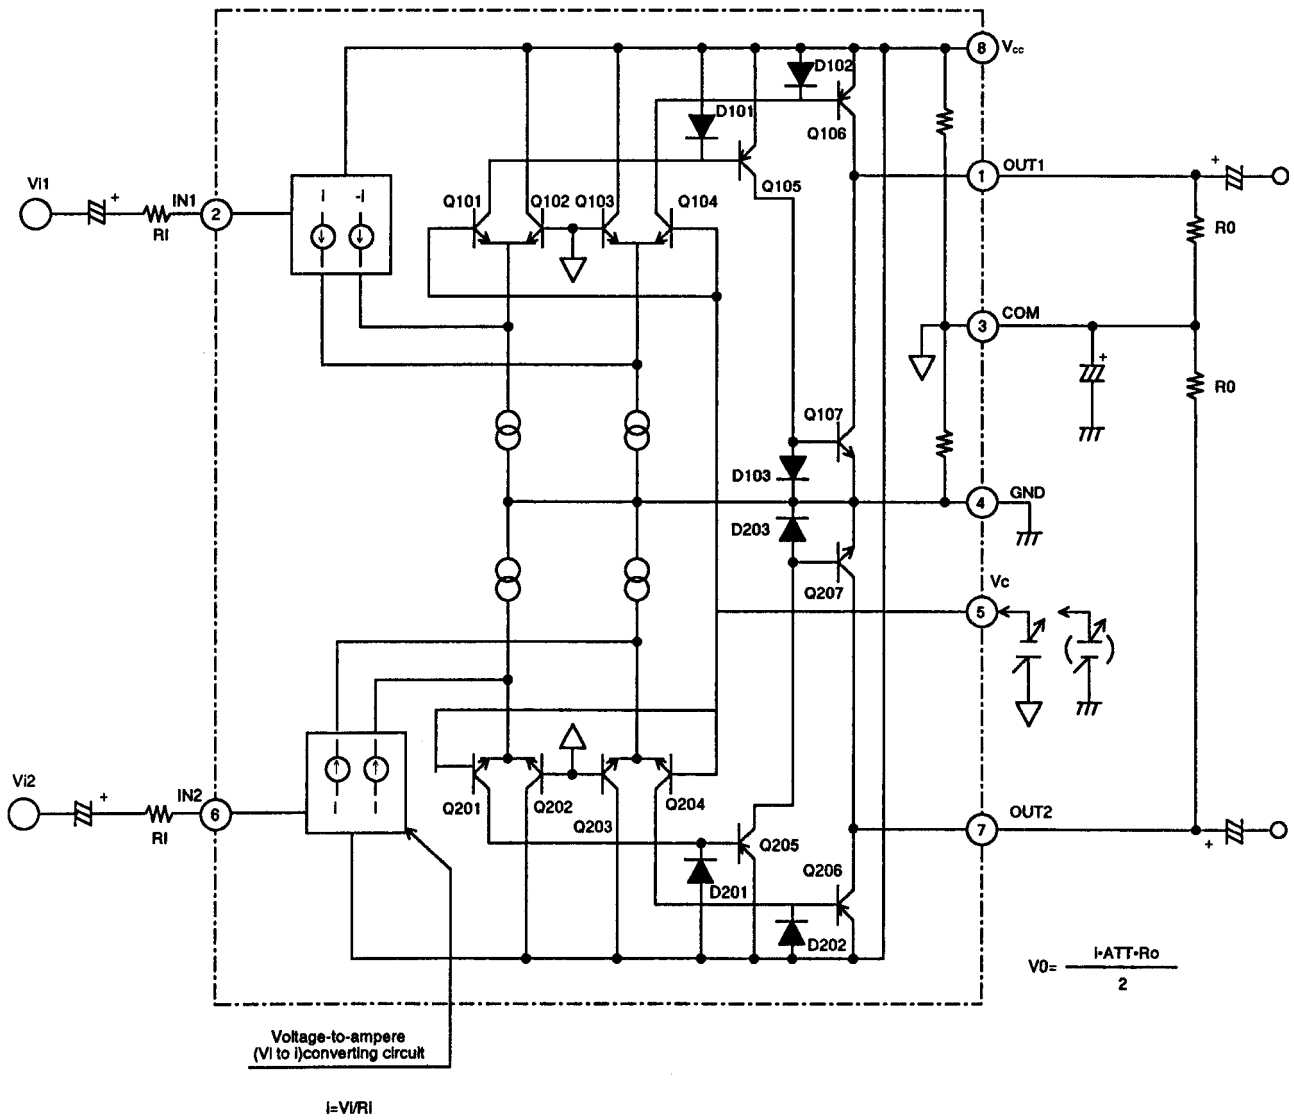 8 Vcc
D102
D101
Q106
OUT1
+
1
Q105
Vi1
+
IN1
2
RI
i -i
Q101 Q102 Q103 Q104
R0
COM
3
+
R0
Q107
D103
GND
4
D203
Q207
Vc
5
( )
Vi2
+
IN2
6
RI
i i
Q201 Q202 Q203 Q204
Q205
OUT2
7
+
Q206
D201
D202
V0= i•ATT•Ro
2
Voltage-to-ampere
(Vi to i)converting circuit
i=Vi/Ri